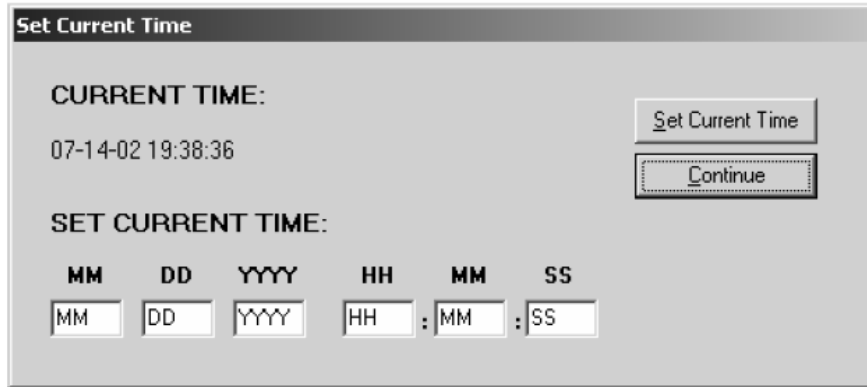 Set Current Time
CURRENT TIME:
07-14-02 19:38:36
Set Current Time
Continue
SET CURRENT TIME:
MM DD YYYY HH MM SS
MM DD YYYY HH : MM : SS